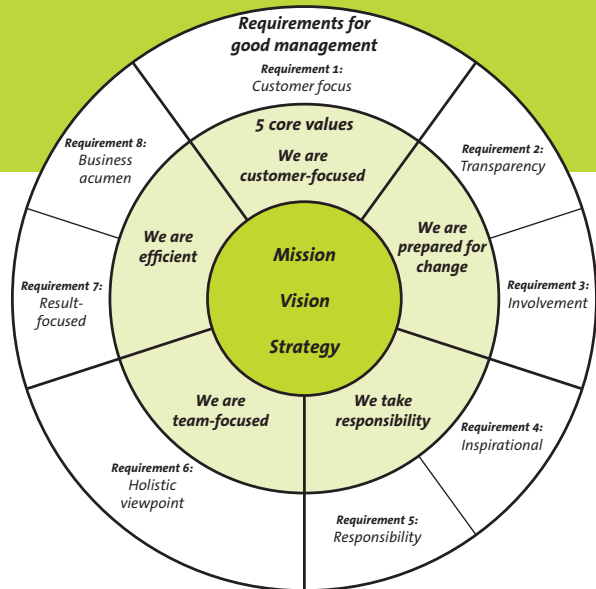 Requirements for
good management
Requirement 1:
Customer focus
5 core values
We are
customer-focused
Requirement 2:
Transparency
We are
prepared for
change
Requirement 3:
Involvement
Requirement 4:
Inspirational
We take
responsibility
Requirement 5:
Responsibility
We are
team-focused
Requirement 6:
Holistic
viewpoint
Requirement 7:
Result-
focused
We are
efficient
Requirement 8:
Business
acumen
Mission
Vision
Strategy